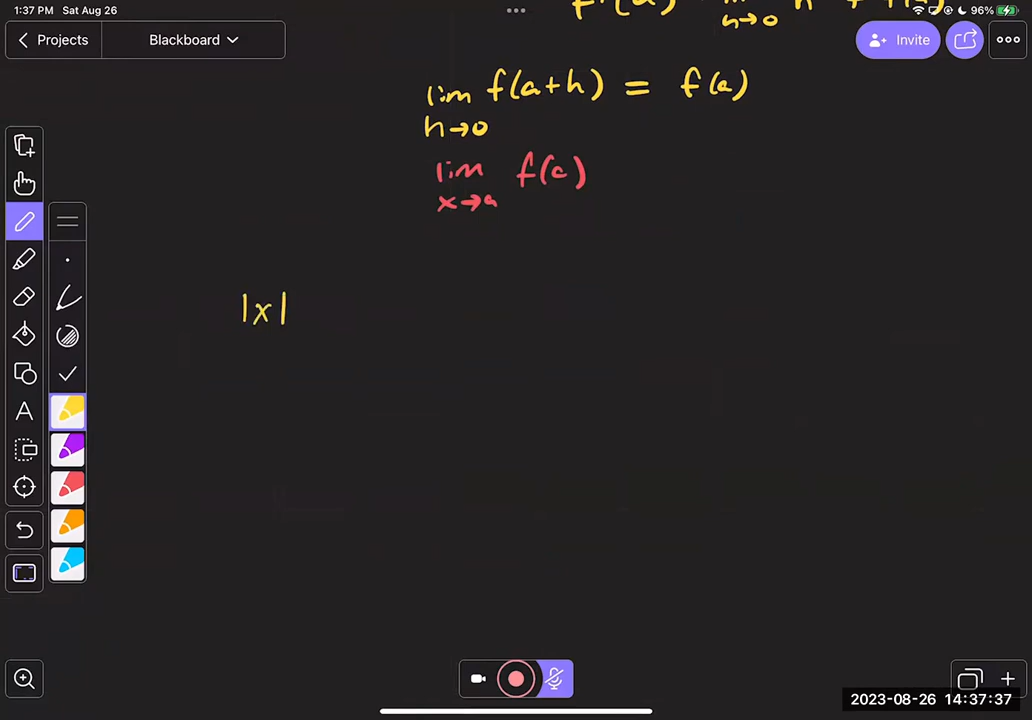 1:37 PM Sat Aug 26
96%
Projects
Blackboard
Invite
h→0
lim f(a+h) = f(a)
h→0
lim f(c)
x→a
|x|
A
2023-08-26 14:37:37